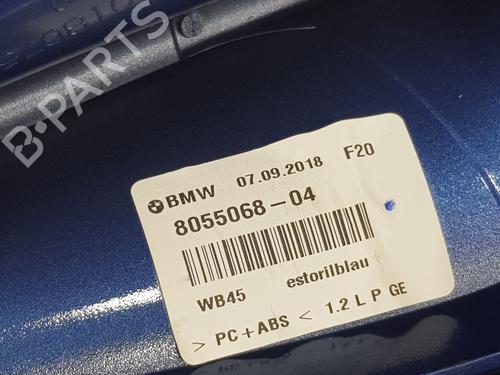 B-PARTS
BMW 07.09.2018 F20
8055068-04
WB45 estorilblau
> PC+ABS < 1.2 L P GE